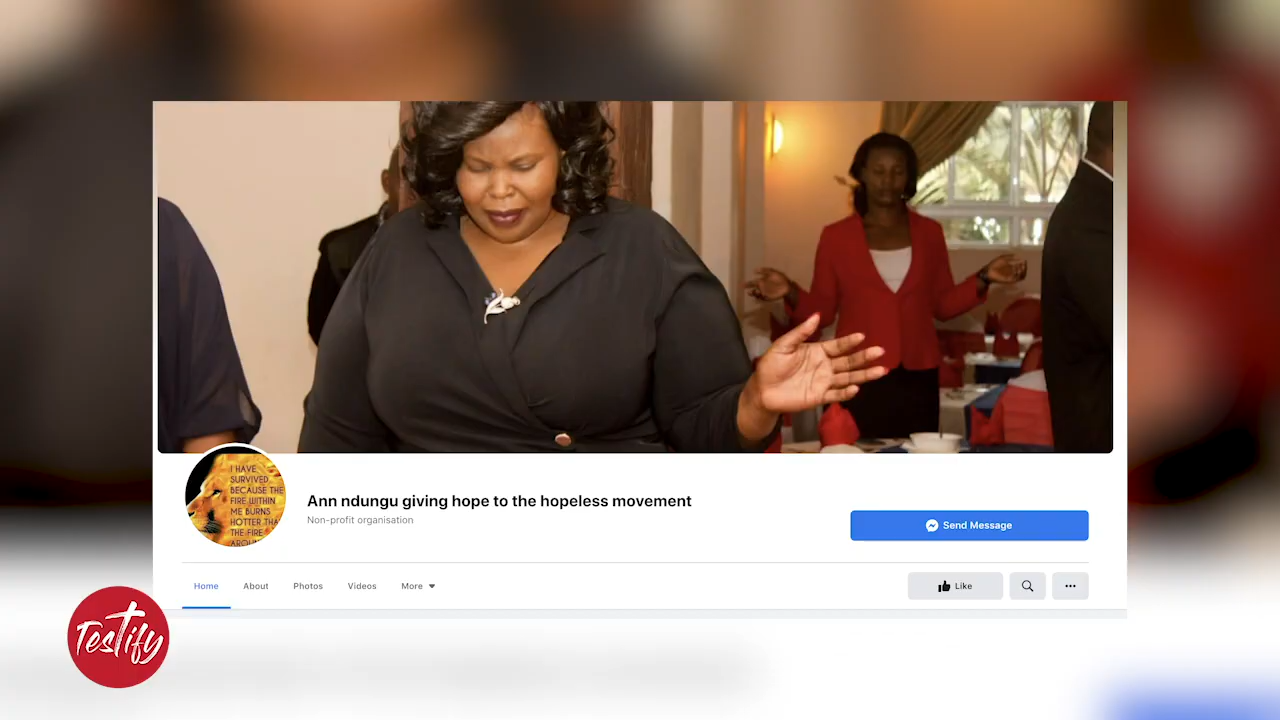 I HAVE
SURVIVED
BECAUSE THE
FIRE WITHIN
ME BURNS
HOTTER THA
THE FIRE
AROUN
Ann ndungu giving hope to the hopeless movement
Non-profit organisation
Send Message
Home About Photos Videos More
Like
Testify